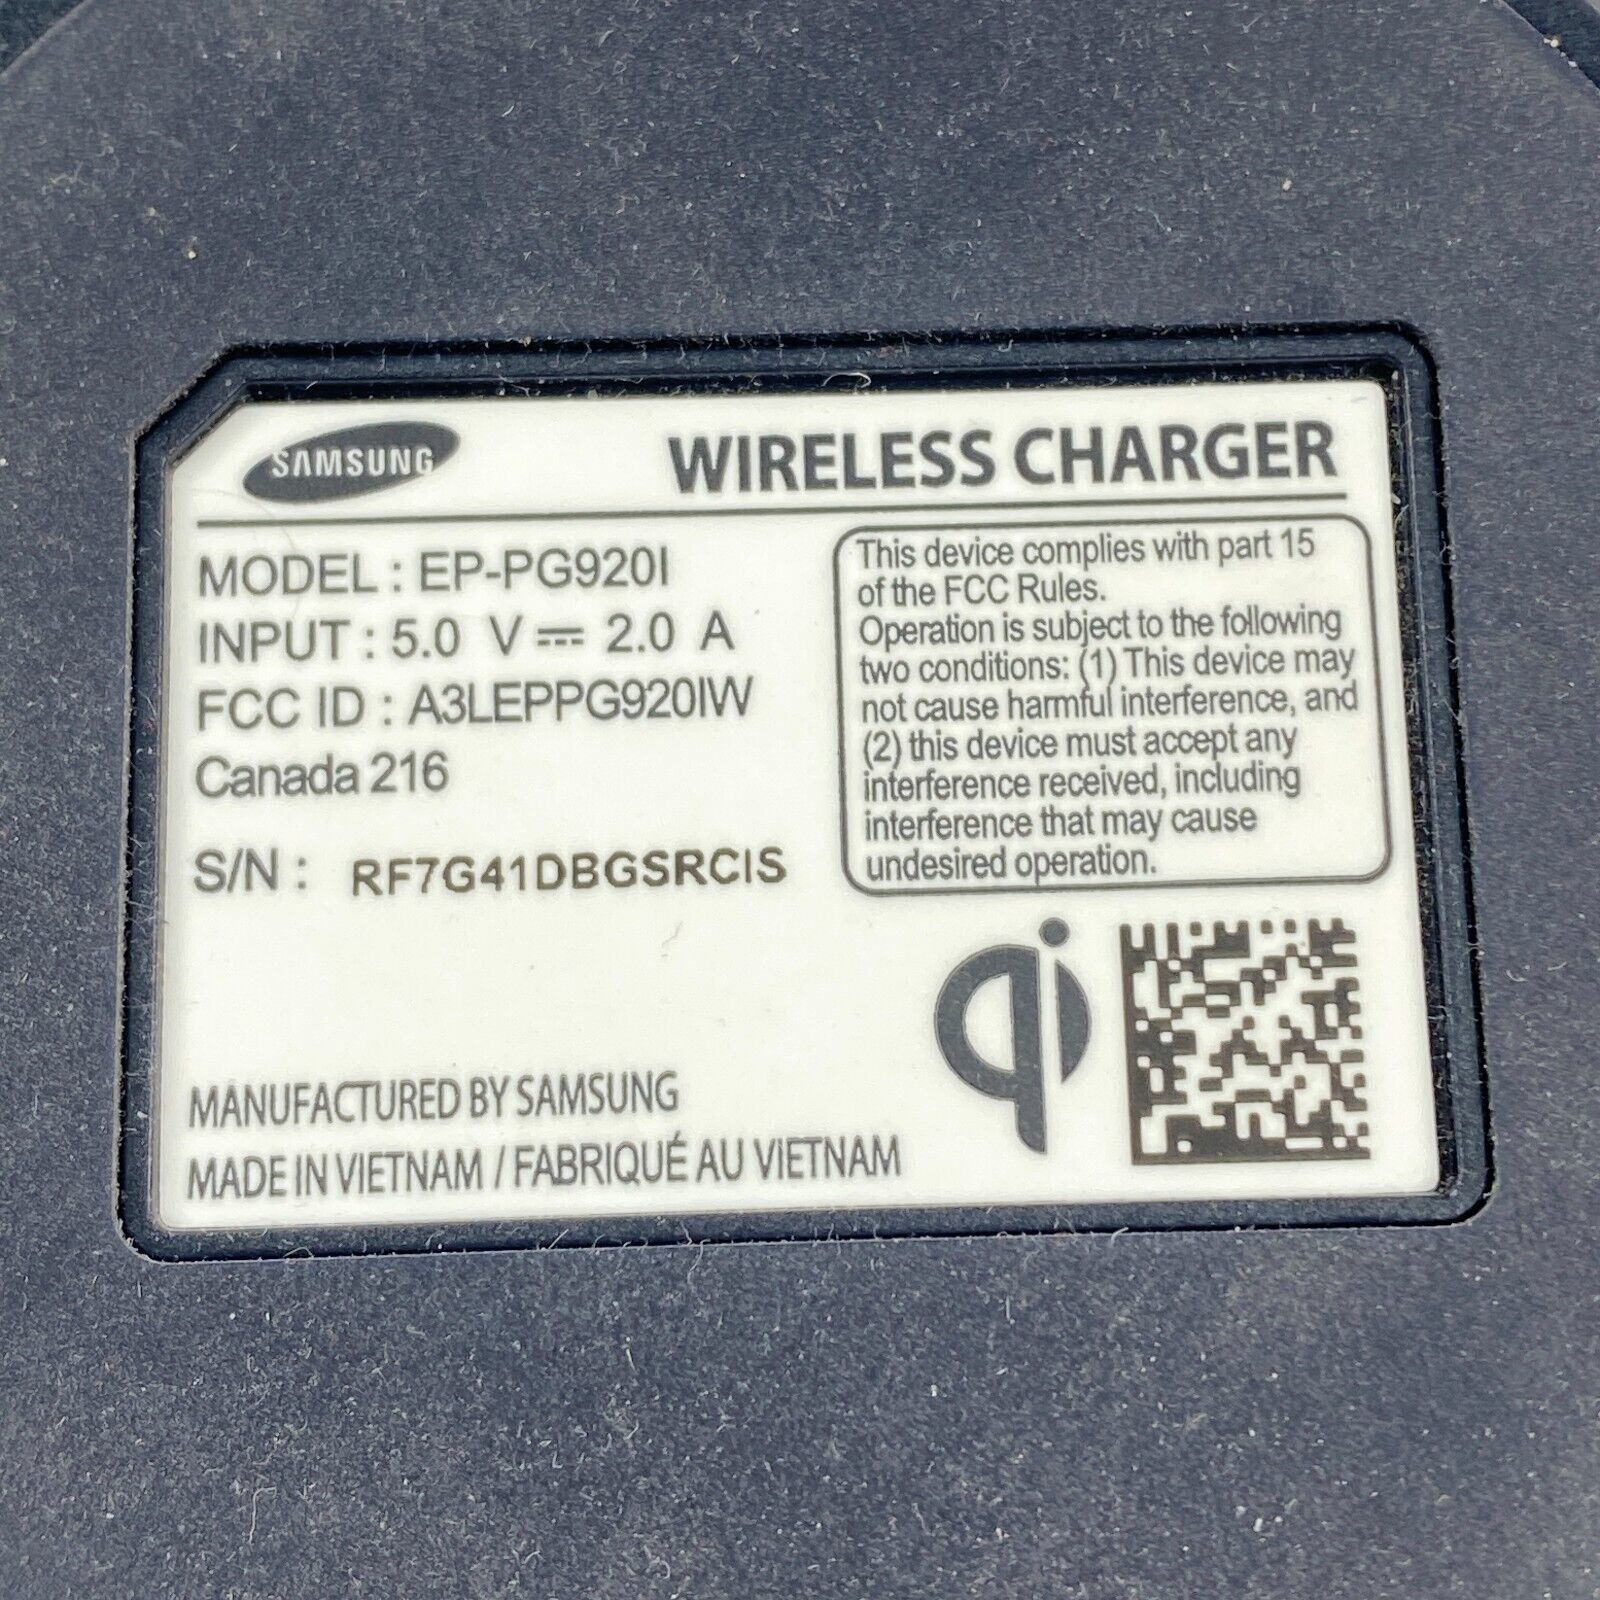 SAMSUNG
WIRELESS CHARGER
MODEL : EP-PG920I
INPUT : 5.0 V ⎓ 2.0 A
FCC ID : A3LEPPG920IW
Canada 216
S/N : RF7G41DBGSRCIS
This device complies with part 15
of the FCC Rules.
Operation is subject to the following
two conditions: (1) This device may
not cause harmful interference, and
(2) this device must accept any
interference received, including
interference that may cause
undesired operation.
qi
MANUFACTURED BY SAMSUNG
MADE IN VIETNAM / FABRIQUÉ AU VIETNAM